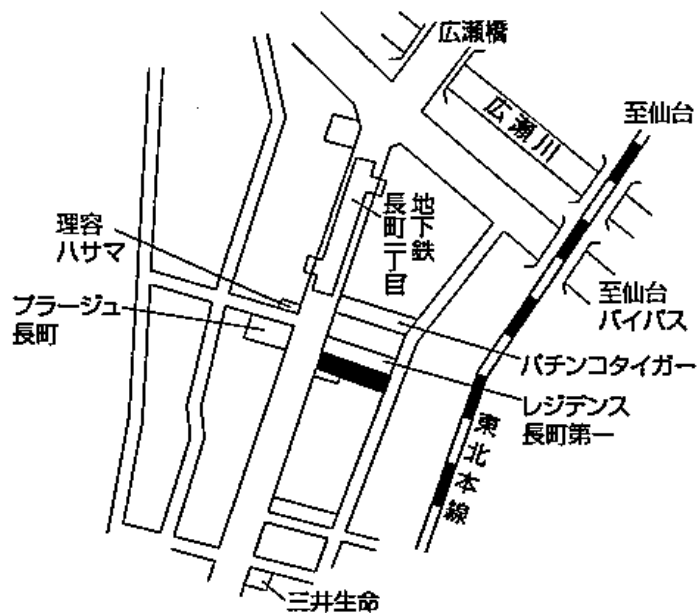 広瀬橋
広瀬川
至仙台
地下鉄
長町一丁目
理容
ハサマ
プラージュ
長町
至仙台
バイパス
パチンコタイガー
レジデンス
長町第一
東北本線
三井生命